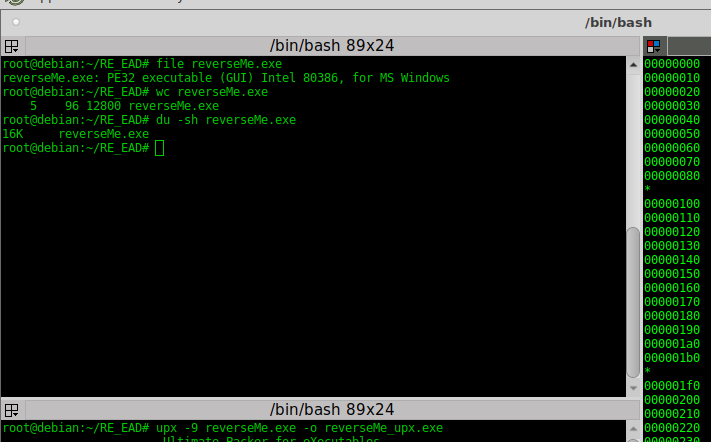 /bin/bash
/bin/bash 89x24
root@debian:~/RE_EAD# file reverseMe.exe
reverseMe.exe: PE32 executable (GUI) Intel 80386, for MS Windows
root@debian:~/RE_EAD# wc reverseMe.exe
5 96 12800 reverseMe.exe
root@debian:~/RE_EAD# du -sh reverseMe.exe
16K reverseMe.exe
root@debian:~/RE_EAD#
/bin/bash 89x24
root@debian:~/RE_EAD# upx -9 reverseMe.exe -o reverseMe_upx.exe
Ultimate Packer for eXecutables
00000000
00000010
00000020
00000030
00000040
00000050
00000060
00000070
00000080
*
00000100
00000110
00000120
00000130
00000140
00000150
00000160
00000170
00000180
00000190
000001a0
000001b0
*
000001f0
00000200
00000210
00000220
00000230